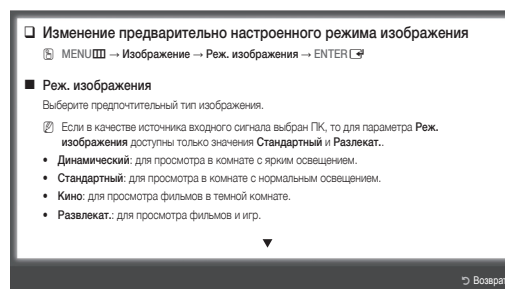 Изменение предварительно настроенного режима изображения
MENU → Изображение → Реж. изображения → ENTER
Реж. изображения
Выберите предпочтительный тип изображения.
Если в качестве источника входного сигнала выбран ПК, то для параметра Реж.
изображения доступны только значения Стандартный и Разлекат..
• Динамический: для просмотра в комнате с ярким освещением.
• Стандартный: для просмотра в комнате с нормальным освещением.
• Кино: для просмотра фильмов в темной комнате.
• Развлекат.: для просмотра фильмов и игр.
▼
Возврат